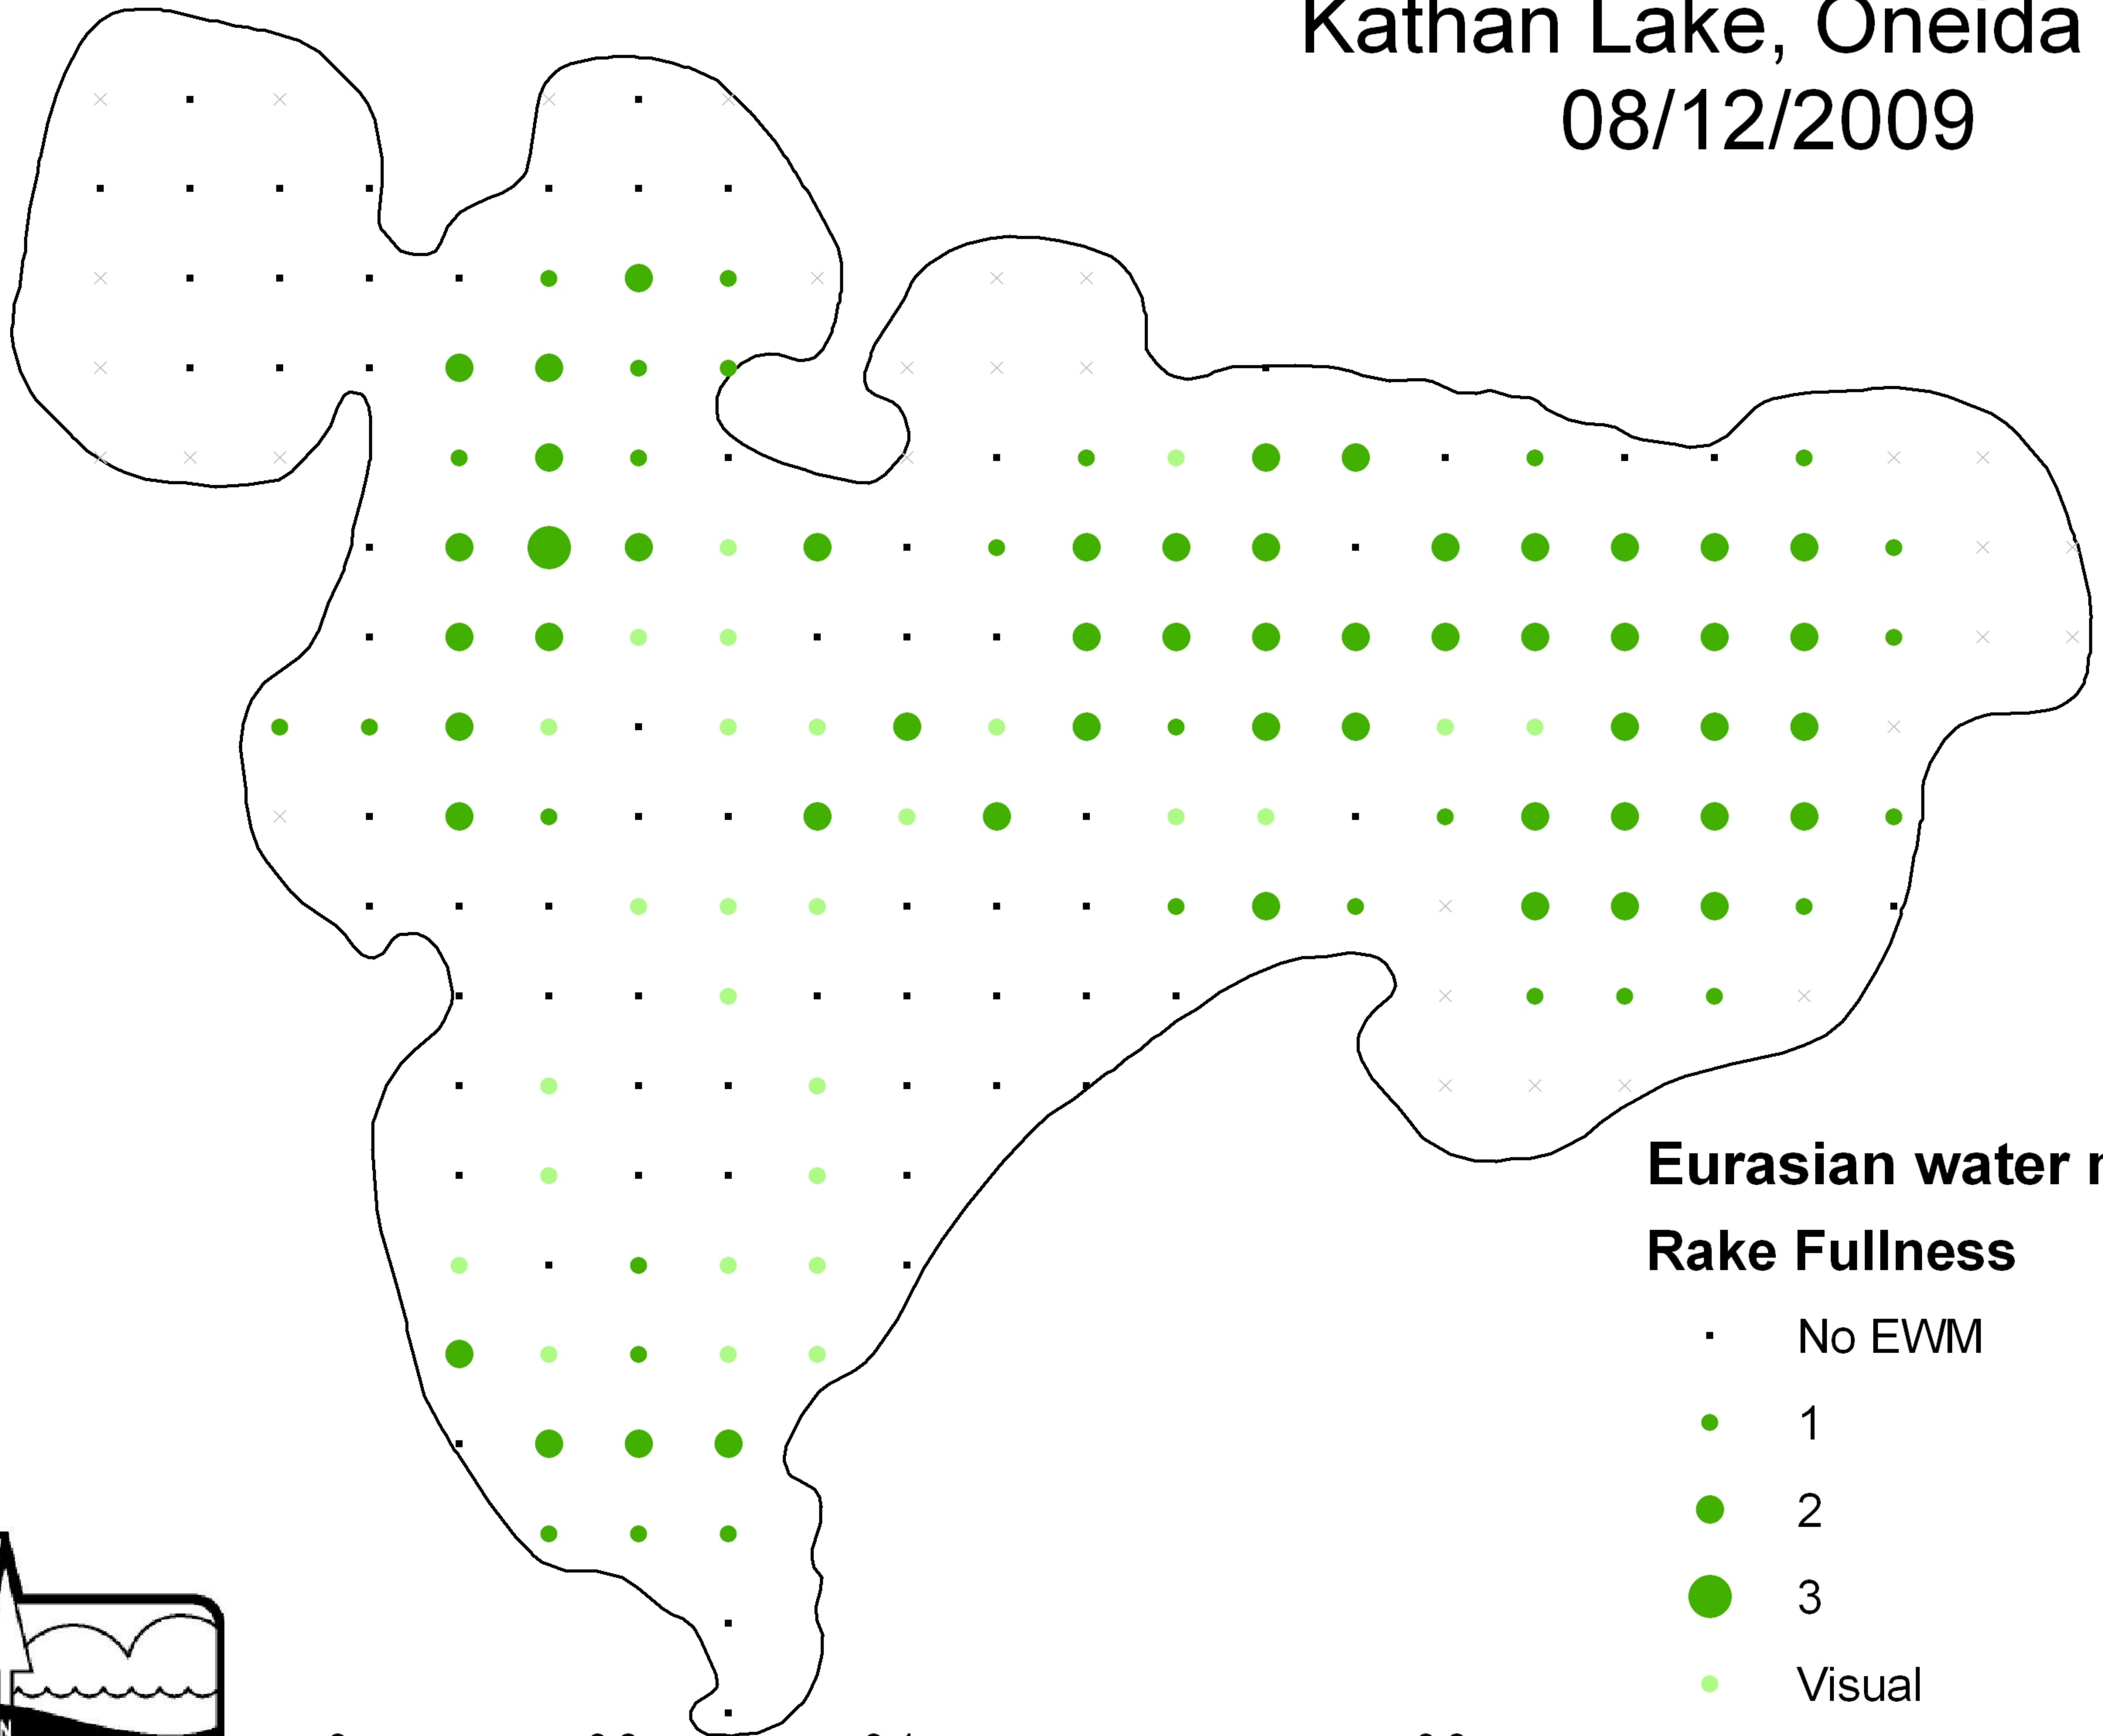 Kathan Lake, Oneida
08/12/2009
Eurasian water
Rake Fullness
No EWM
1
2
3
Visual